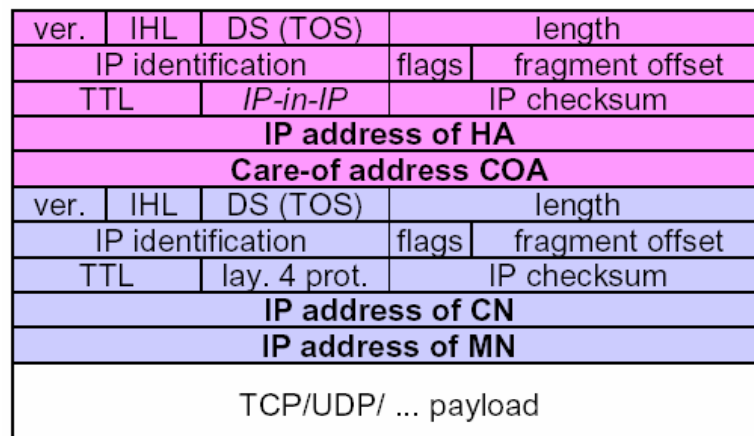 ver. IHL DS (TOS) length
IP identification flags fragment offset
TTL IP-in-IP IP checksum
IP address of HA
Care-of address COA
ver. IHL DS (TOS) length
IP identification flags fragment offset
TTL lay. 4 prot. IP checksum
IP address of CN
IP address of MN
TCP/UDP/ ... payload